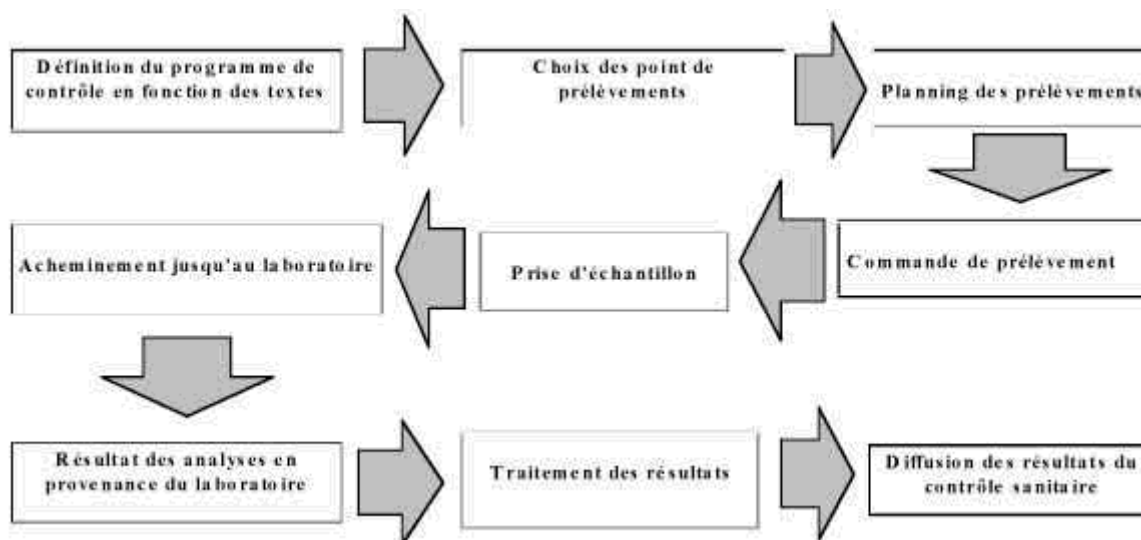 Définition du programme de
contrôle en fonction des textes
Choix des point de
prélèvements
Planning des prélèvements
Commande de prélèvement
Prise d'échantillon
Acheminement jusqu'au laboratoire
Résultat des analyses en
provenance du laboratoire
Traitement des résultats
Diffusion des résultats du
contrôle sanitaire